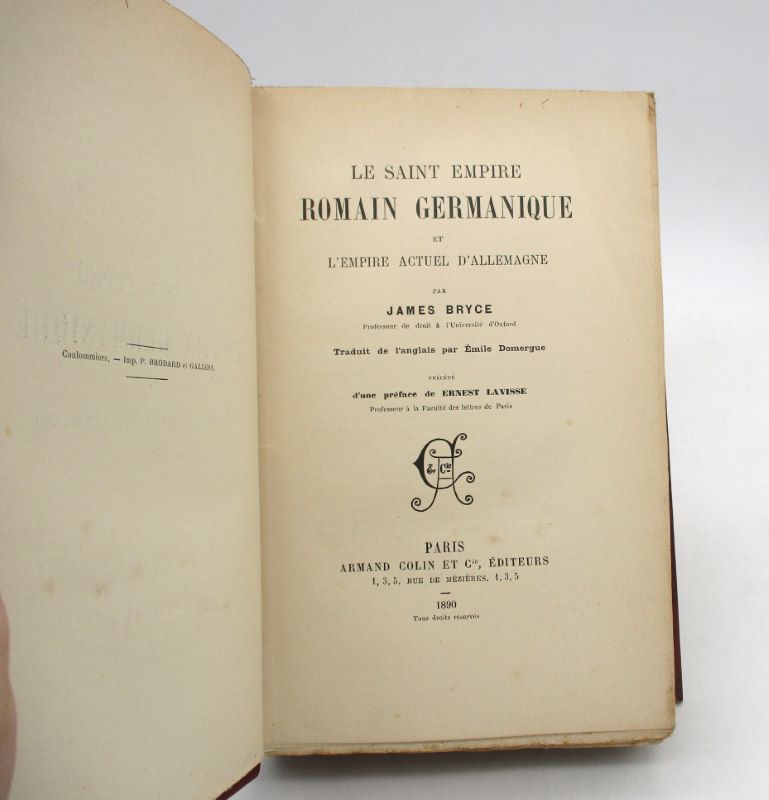 Coulommiers. — Imp. P. BRODARD et GALLOIS.
LE SAINT EMPIRE
ROMAIN GERMANIQUE
ET
L'EMPIRE ACTUEL D'ALLEMAGNE
PAR
JAMES BRYCE
Professeur de droit à l'Université d'Oxford
Traduit de l'anglais par Émile Domergue
PRÉCÉDÉ
d'une préface de ERNEST LAVISSE
Professeur à la Faculté des lettres de Paris
& Cie
PARIS
ARMAND COLIN ET Cie, ÉDITEURS
1, 3, 5, RUE DE MÉZIÈRES, 1, 3, 5
1890
Tous droits réservés